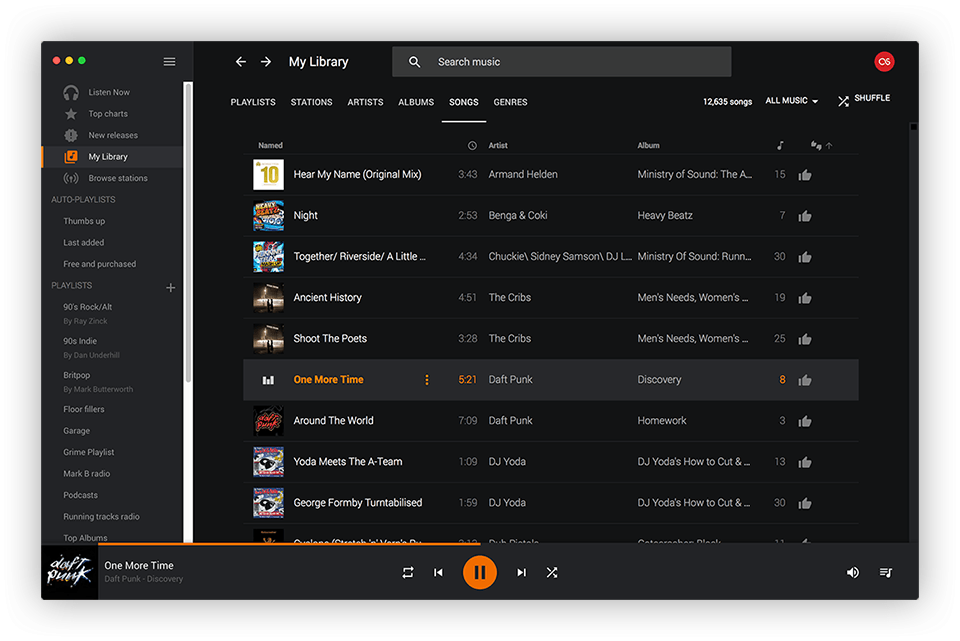 My Library
Search music
Listen Now
Top charts
New releases
My Library
Browse stations
AUTO-PLAYLISTS
Thumbs up
Last added
Free and purchased
PLAYLISTS
90's Rock/Alt
By Ray Zinck
90s Indie
By Dan Underhill
Britpop
By Mark Butterworth
Floor fillers
Garage
Grime Playlist
Mark B radio
Podcasts
Running tracks radio
Top Albums
PLAYLISTS STATIONS ARTISTS ALBUMS SONGS GENRES
12,635 songs ALL MUSIC SHUFFLE
Named Artist Album
Hear My Name (Original Mix) 3:43 Armand Helden Ministry of Sound: The A... 15
Night 2:53 Benga & Coki Heavy Beatz 7
Together/ Riverside/ A Little ... 4:34 Chuckie\ Sidney Samson\ DJ L... Ministry Of Sound: Runn... 30
Ancient History 4:51 The Cribs Men's Needs, Women's ... 19
Shoot The Poets 3:28 The Cribs Men's Needs, Women's ... 25
One More Time 5:21 Daft Punk Discovery 8
Around The World 7:09 Daft Punk Homework 3
Yoda Meets The A-Team 1:09 DJ Yoda DJ Yoda's How to Cut & ... 13
George Formby Turntabilised 1:59 DJ Yoda DJ Yoda's How to Cut & ... 30
daft punk
One More Time
Daft Punk - Discovery